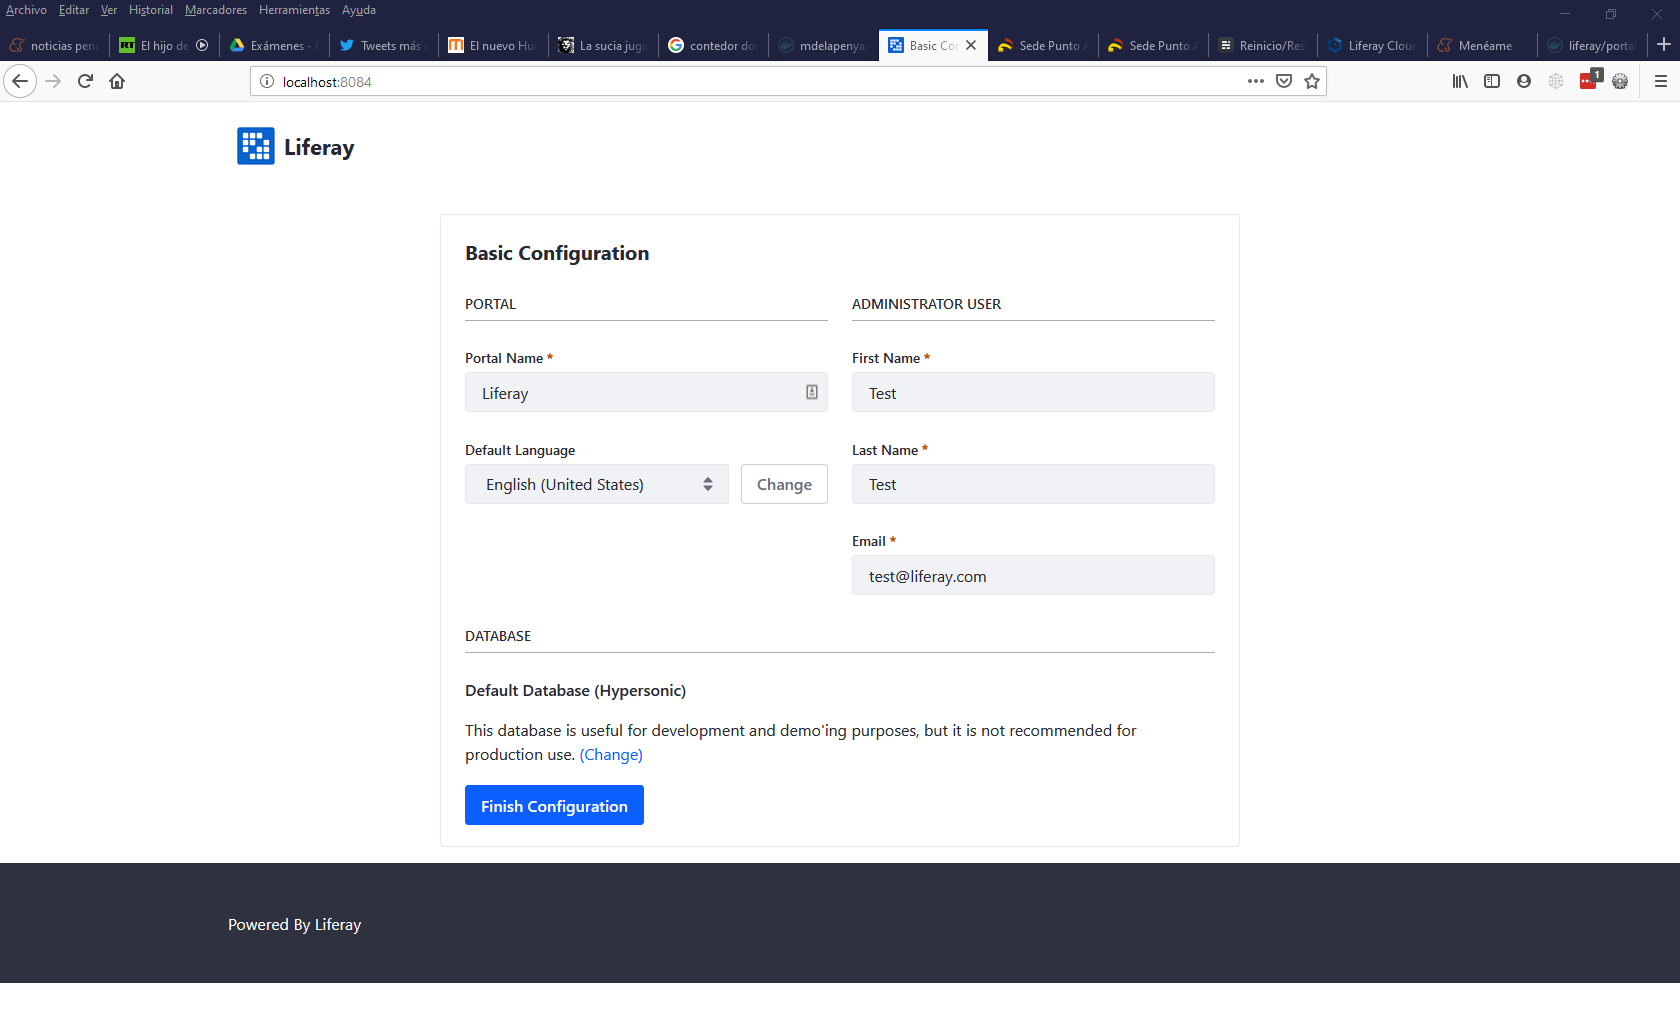 Archivo Editar Ver Historial Marcadores Herramientas Ayuda
noticias pen
El hijo de
Exámenes -
Tweets más
El nuevo Hu
La sucia juga
contedor do
mdelapenya
Basic Co
Sede Punto
Sede Punto
Reinicio/Res
Liferay Clou
Menéame
liferay/porta
localhost:8084
1
Liferay
Basic Configuration
PORTAL
ADMINISTRATOR USER
Portal Name *
First Name *
Liferay
Test
Default Language
Last Name *
English (United States)
Change
Test
Email *
test@liferay.com
DATABASE
Default Database (Hypersonic)
This database is useful for development and demo'ing purposes, but it is not recommended for
production use. (Change)
Finish Configuration
Powered By Liferay